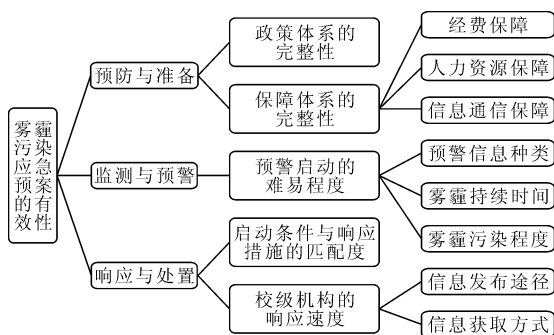 雾霾
污染
应急
预案
的有
效性
预防与准备
监测与预警
响应与处置
政策体系的
完整性
保障体系的
完整性
预警启动的
难易程度
启动条件与响应
措施的匹配度
校级机构的
响应速度
经费保障
人力资源保障
信息通信保障
预警信息种类
雾霾持续时间
雾霾污染程度
信息发布途径
信息获取方式